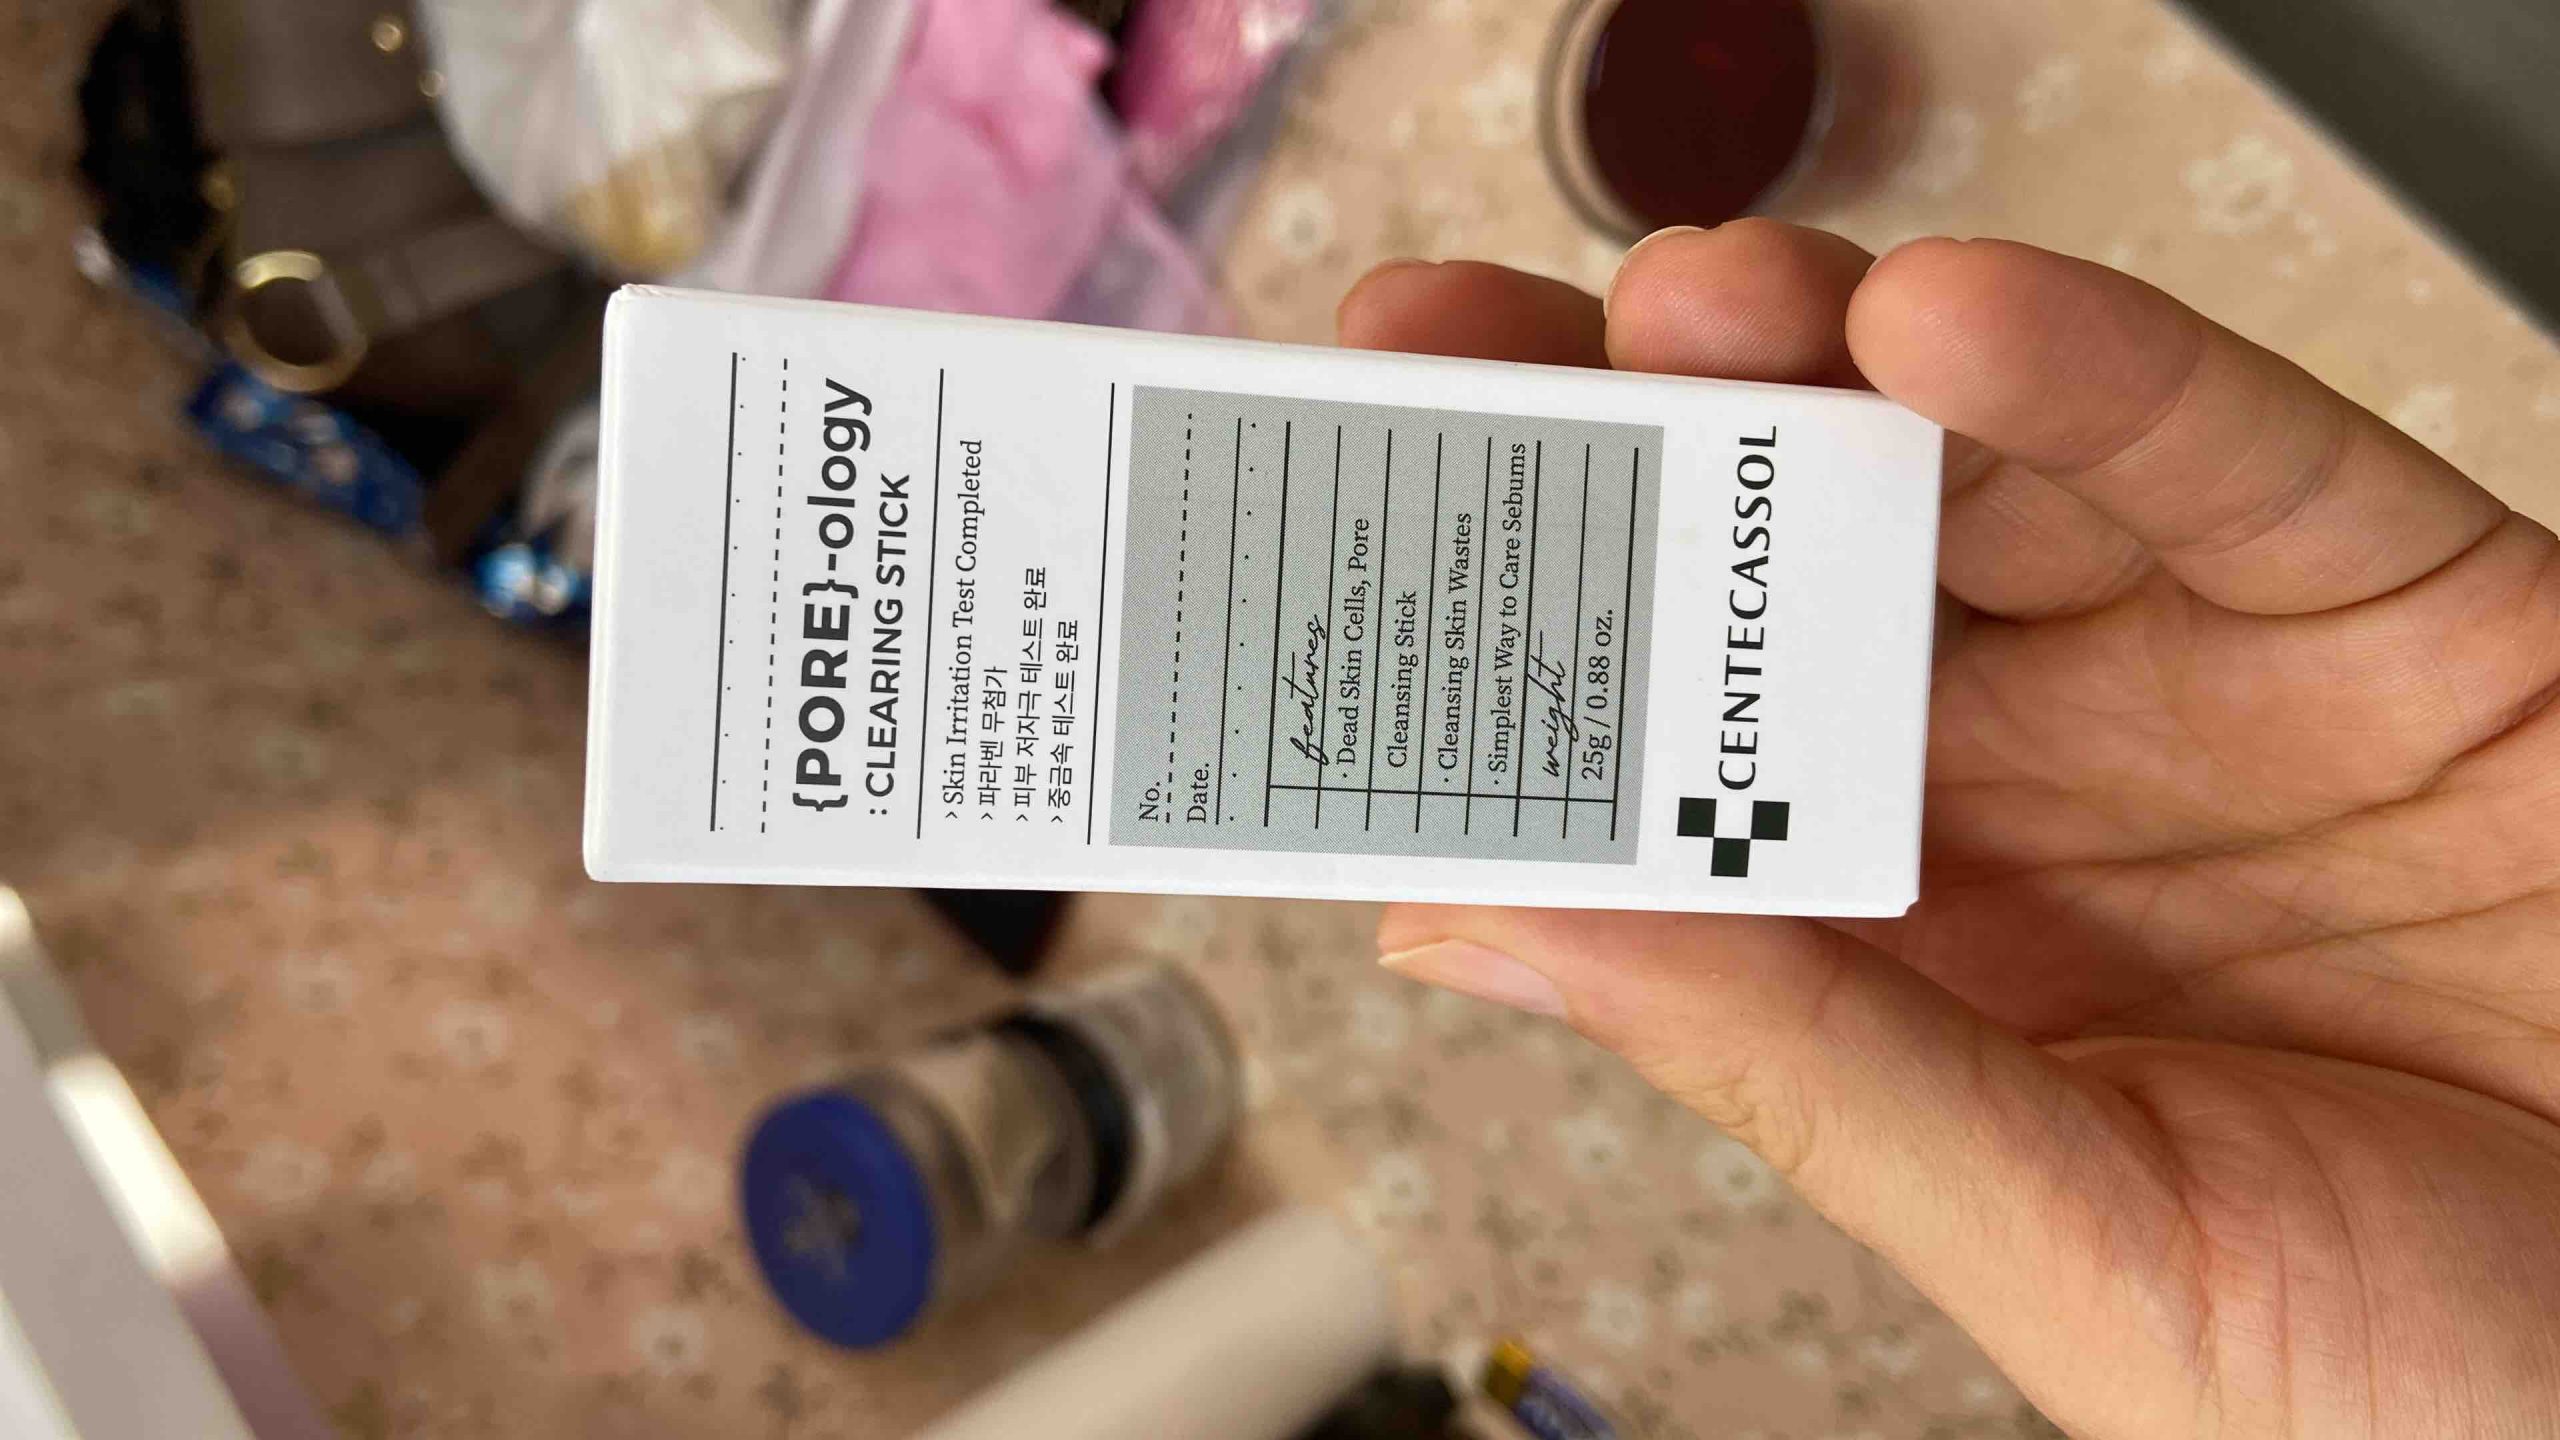 {PORE}-ology
: CLEARING STICK
› Skin Irritation Test Completed
› 파라벤 무첨가
› 피부 저자극 테스트 완료
› 중금속 테스트 완료
No.
Date.
features
· Dead Skin Cells, Pore
Cleansing Stick
· Cleansing Skin Wastes
· Simplest Way to Care Sebums
weight
25g / 0.88 oz.
CENTECASSOL